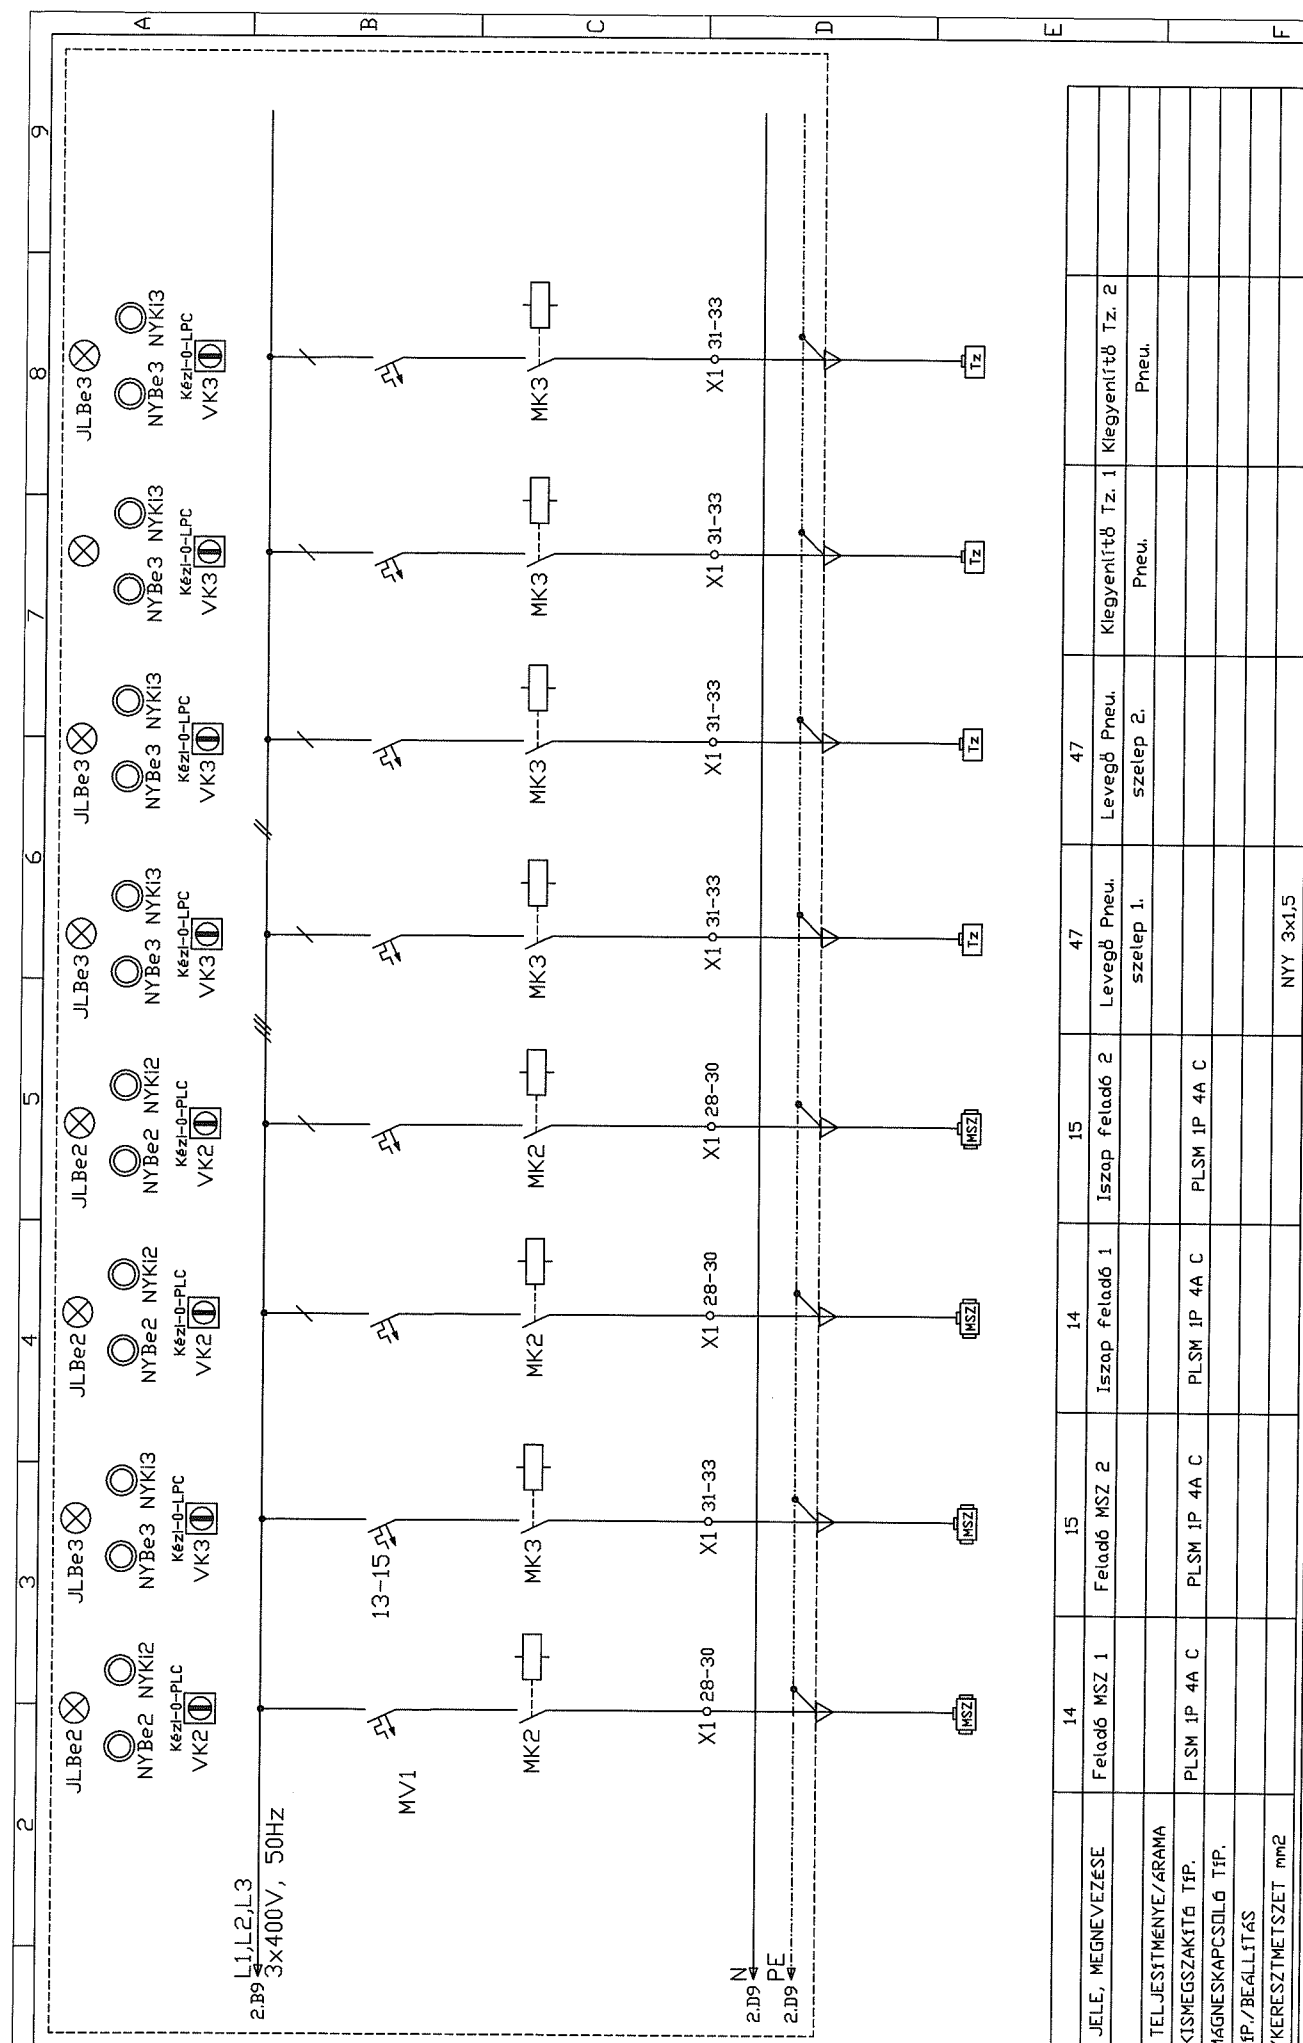 2 3 4 5 6 7 8 9
A
B
C
D
E
F
JLBe2 JLBe3 JLBe2 JLBe2 JLBe3 JLBe3 JLBe3
NYBe2 NYKi2 NYBe3 NYKi3 NYBe2 NYKi2 NYBe2 NYKi2 NYBe3 NYKi3 NYBe3 NYKi3 NYBe3 NYKi3 NYBe3 NYKi3
Kézi-0-PLC Kézi-0-LPC Kézi-0-PLC Kézi-0-PLC Kézi-0-LPC Kézi-0-LPC Kézi-0-LPC Kézi-0-LPC
VK2 VK3 VK2 VK2 VK3 VK3 VK3 VK3
2.B9 L1,L2,L3
3x400V, 50Hz
13-15
MV1
MK2 MK3 MK2 MK2 MK3 MK3 MK3 MK3
X1 28-30 X1 31-33 X1 28-30 X1 28-30 X1 31-33 X1 31-33 X1 31-33 X1 31-33
2.D9 N
2.D9 PE
MSZ MSZ MSZ MSZ Tz Tz Tz Tz
14 15 14 15 47 47
JELE, MEGNEVEZÉSE Feladó MSZ 1 Feladó MSZ 2 Iszap feladó 1 Iszap feladó 2 Levegő Pneu. Levegő Pneu. Kiegyenlítő Tz. 1 Kiegyenlítő Tz. 2
szelep 1. szelep 2. Pneu. Pneu.
TELJESÍTMÉNYE/ÁRAMA
KISMEGSZAKÍTÓ TÍP. PLSM 1P 4A C PLSM 1P 4A C PLSM 1P 4A C PLSM 1P 4A C
MÁGNESKAPCSOLÓ TÍP.
ÍP./BEÁLLÍTÁS
/KERESZTMETSZET mm2 NYY 3x1,5